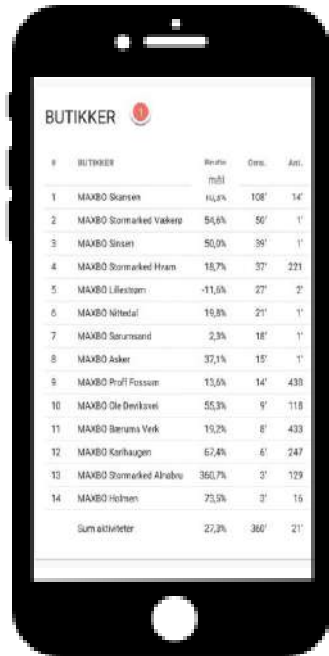 BUTIKKER 1
# BUTIKKER Oms. Ant.
mål
1 MAXBO Skansen 108' 14'
2 MAXBO Stormarked Vækerø 54,6% 50' 1'
3 MAXBO Sinsen 50,0% 39' 1'
4 MAXBO Stormarked Hvam 18,7% 37' 221
5 MAXBO Lillestrøm -11,6% 27' 2'
6 MAXBO Nittedal 19,8% 21' 1'
7 MAXBO Sørumsand 2,3% 18' 1'
8 MAXBO Asker 37,1% 15' 1'
9 MAXBO Proff Fossum 13,6% 14' 430
10 MAXBO Ole Deviksvei 55,3% 9' 118
11 MAXBO Bærums Verk 19,2% 8' 433
12 MAXBO Karihaugen 67,4% 6' 247
13 MAXBO Stormarked Alnabru 360,7% 3' 129
14 MAXBO Holmen 73,5% 3' 16
Sum aktiviteter 27,3% 360' 21'